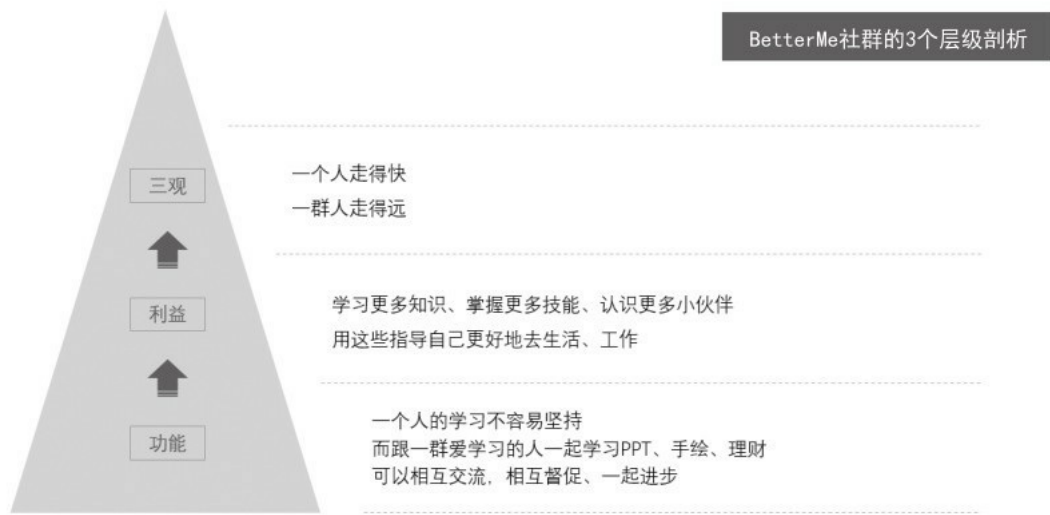 BetterMe社群的3个层级剖析
三观
一个人走得快
一群人走得远
利益
学习更多知识、掌握更多技能、认识更多小伙伴
用这些指导自己更好地去生活、工作
功能
一个人的学习不容易坚持
而跟一群爱学习的人一起学习PPT、手绘、理财
可以相互交流，相互督促、一起进步